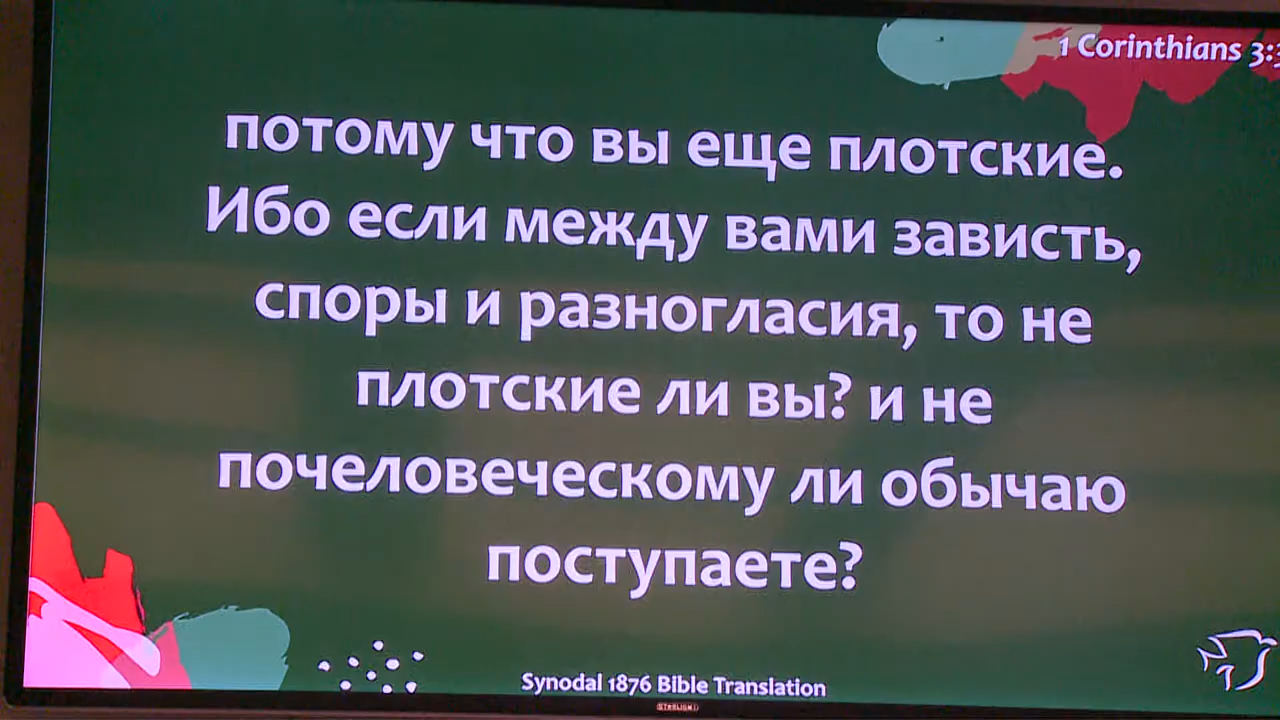 1 Corinthians 3:3
потому что вы еще плотские.
Ибо если между вами зависть,
споры и разногласия, то не
плотские ли вы? и не
почеловеческому ли обычаю
поступаете?
Synodal 1876 Bible Translation